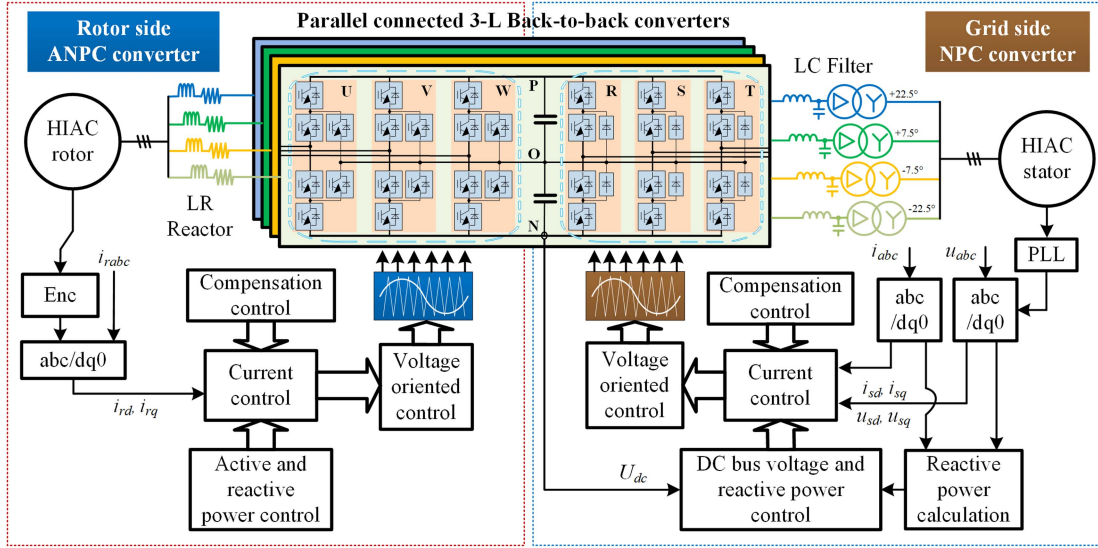 Parallel connected 3-L Back-to-back converters
Rotor side
ANPC converter
Grid side
NPC converter
LC Filter
U
V
W
P
O
N
R
S
T
+22.5°
+7.5°
-7.5°
-22.5°
HIAC
rotor
HIAC
stator
LR
Reactor
PLL
i_rabc
Enc
abc/dq0
i_rd, i_rq
Compensation
control
Current
control
Voltage
oriented
control
Active and
reactive
power control
Voltage
oriented
control
Compensation
control
Current
control
i_abc
u_abc
abc
/dq0
abc
/dq0
i_sd, i_sq
u_sd, u_sq
U_dc
DC bus voltage and
reactive power
control
Reactive
power
calculation